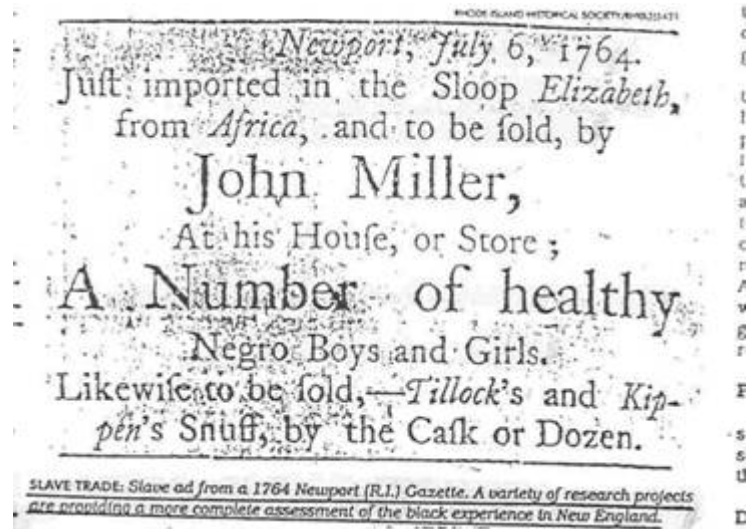 RHODE ISLAND HISTORICAL SOCIETY
Newport, July 6, 1764.
Juſt imported in the Sloop Elizabeth,
from Africa, and to be ſold, by
John Miller,
At his Houſe, or Store ;
A Number of healthy
Negro Boys and Girls.
Likewiſe to be ſold,—Tillock's and Kip-
pen's Snuff, by the Caſk or Dozen.
SLAVE TRADE: Slave ad from a 1764 Newport (R.I.) Gazette. A variety of research projects
are providing a more complete assessment of the black experience in New England.